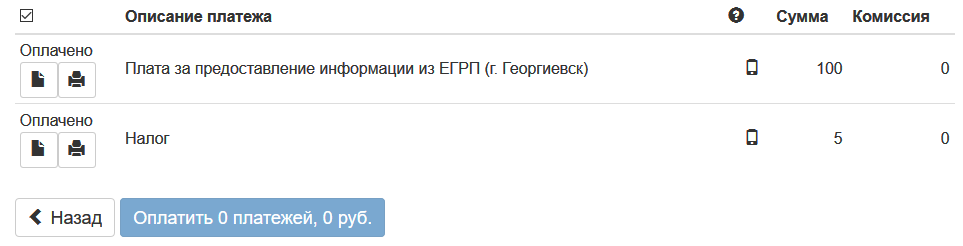 Описание платежа Сумма Комиссия
Оплачено
Плата за предоставление информации из ЕГРП (г. Георгиевск) 100 0
Оплачено
Налог 5 0
Назад Оплатить 0 платежей, 0 руб.